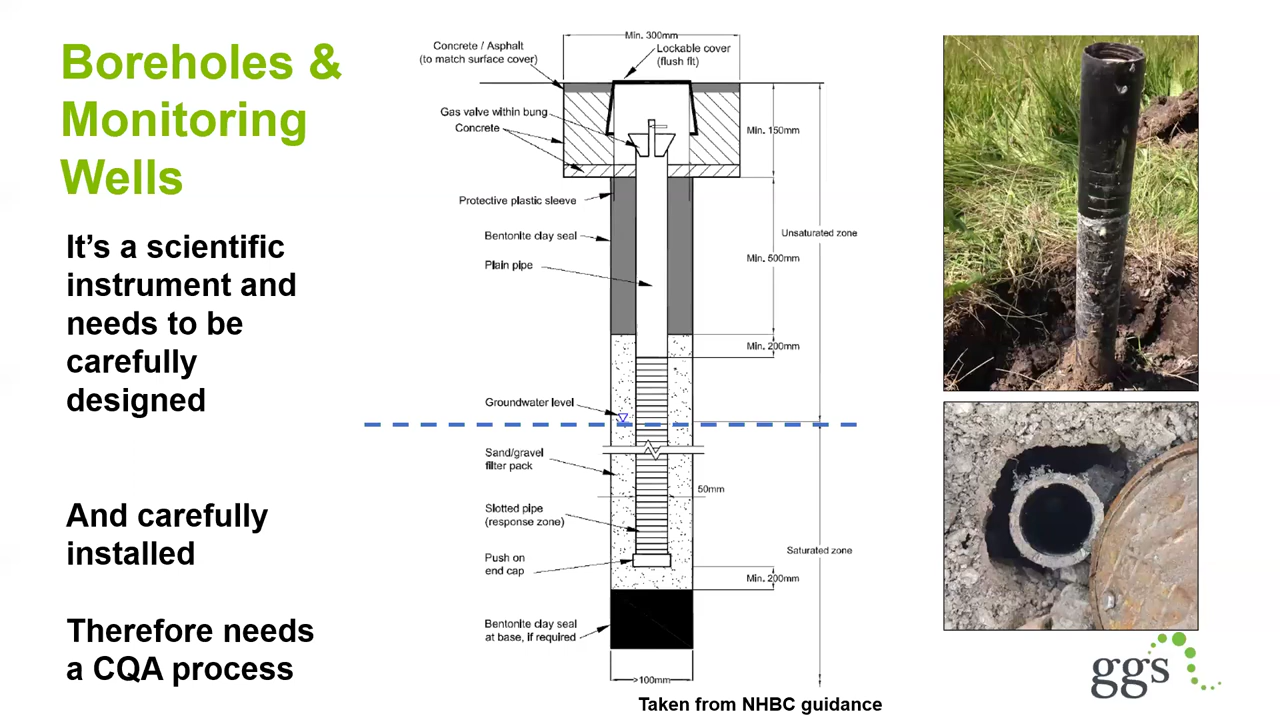 Boreholes &
Monitoring
Wells
It’s a scientific
instrument and
needs to be
carefully
designed
And carefully
installed
Therefore needs
a CQA process
Min. 300mm
Concrete / Asphalt
(to match surface cover)
Lockable cover
(flush fit)
Gas valve within bung
Concrete
Min. 150mm
Protective plastic sleeve
Bentonite clay seal
Unsaturated zone
Min. 500mm
Plain pipe
Min. 200mm
Groundwater level
Sand/gravel
filter pack
50mm
Slotted pipe
(response zone)
Saturated zone
Push on
end cap
Min. 200mm
Bentonite clay seal
at base, if required
>100mm
Taken from NHBC guidance
ggs